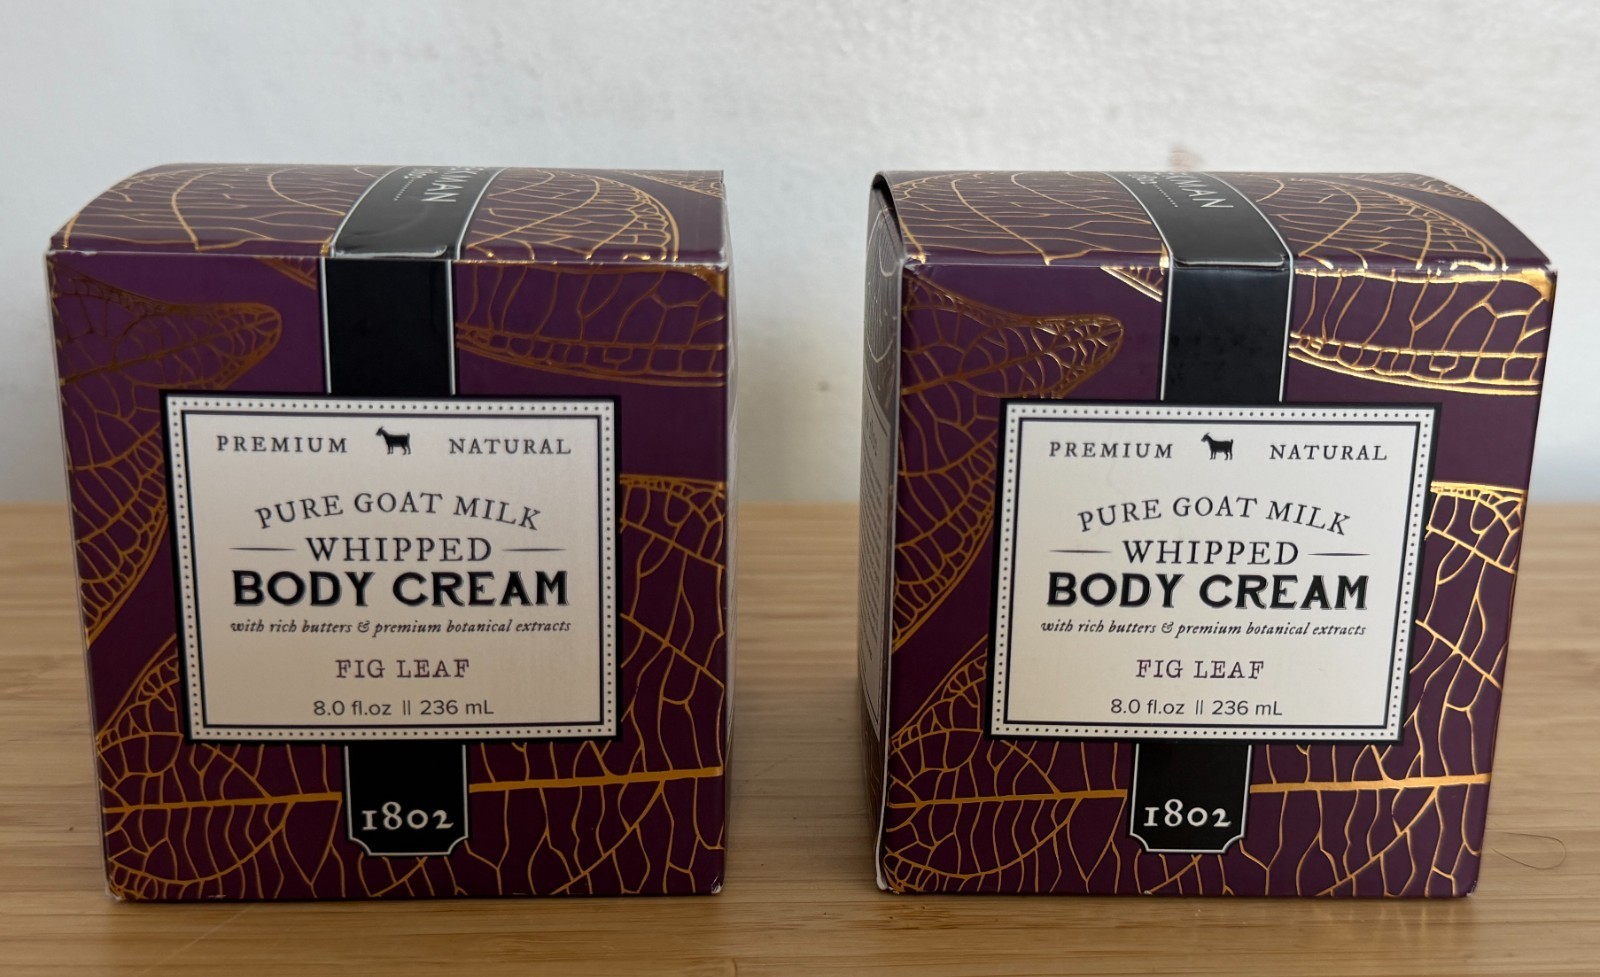 KMAN
PREMIUM NATURAL
PURE GOAT MILK
WHIPPED
BODY CREAM
with rich butters & premium botanical extracts
FIG LEAF
8.0 fl.oz || 236 mL
1802
KMAN
PREMIUM NATURAL
PURE GOAT MILK
WHIPPED
BODY CREAM
with rich butters & premium botanical extracts
FIG LEAF
8.0 fl.oz || 236 mL
1802